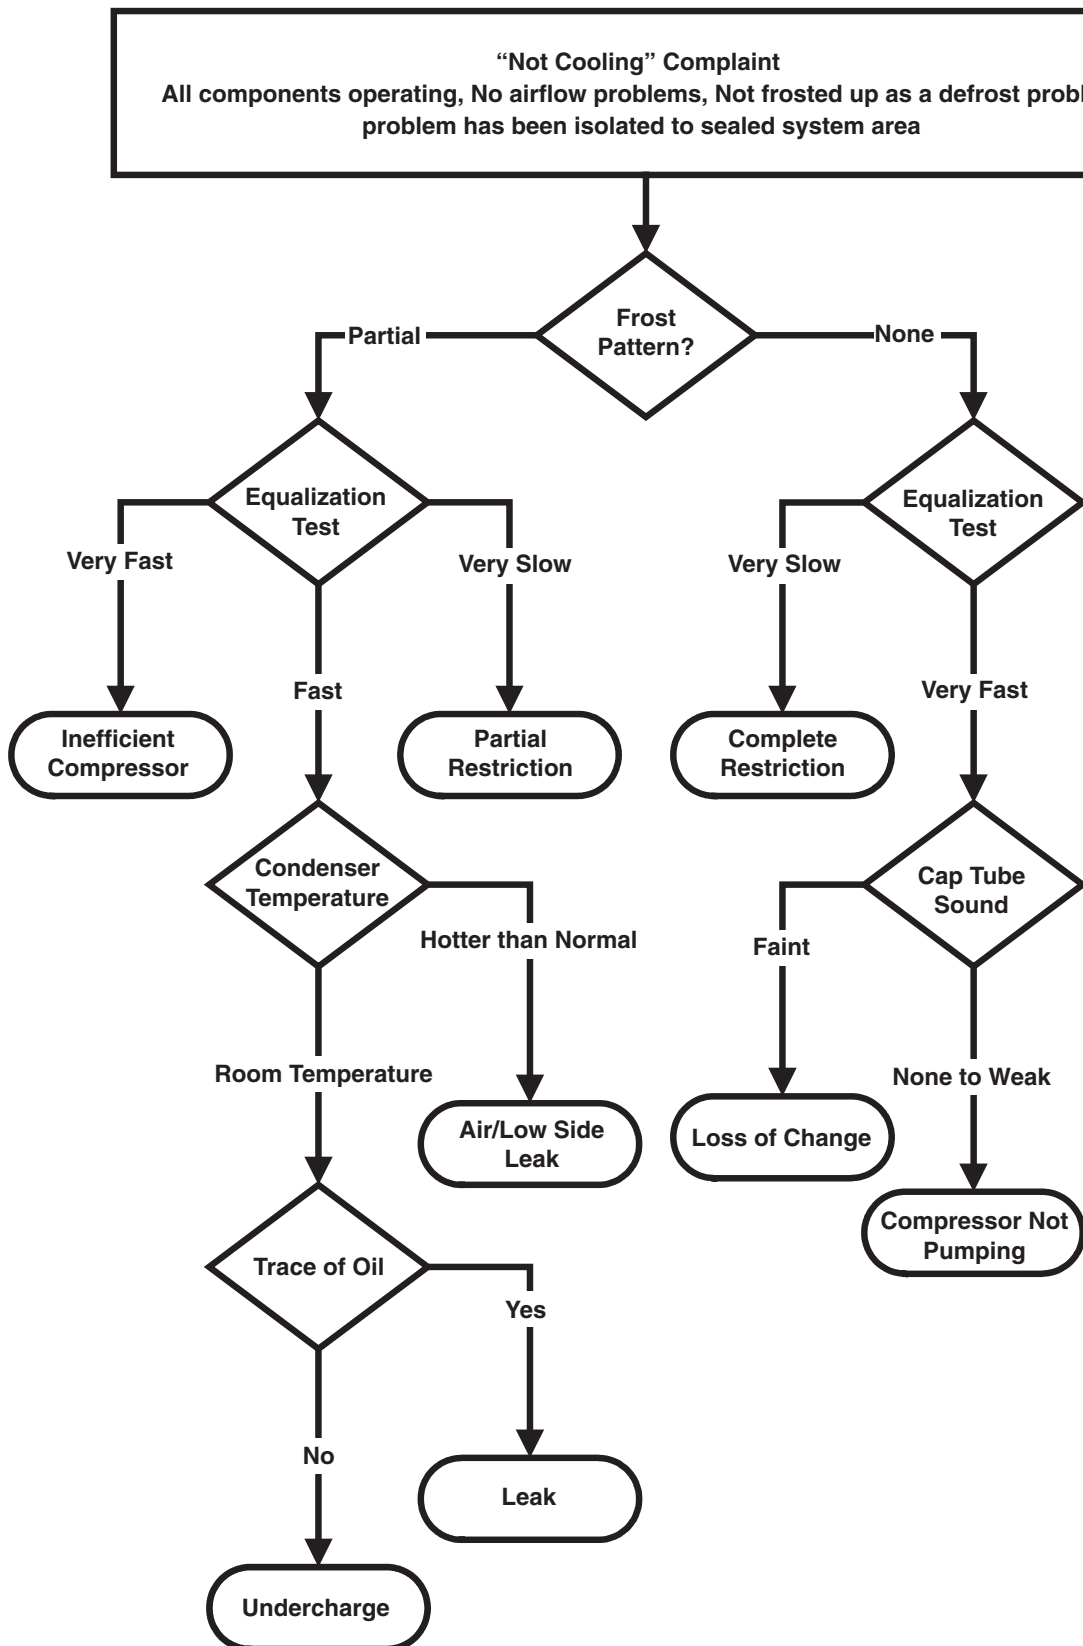 “Not Cooling” Complaint
All components operating, No airflow problems, Not frosted up as a defrost probl
problem has been isolated to sealed system area
Frost
Pattern?
Partial
None
Equalization
Test
Equalization
Test
Very Fast
Very Slow
Very Slow
Fast
Very Fast
Inefficient
Compressor
Partial
Restriction
Complete
Restriction
Condenser
Temperature
Cap Tube
Sound
Hotter than Normal
Faint
Room Temperature
None to Weak
Air/Low Side
Leak
Loss of Change
Compressor Not
Pumping
Trace of Oil
Yes
No
Leak
Undercharge